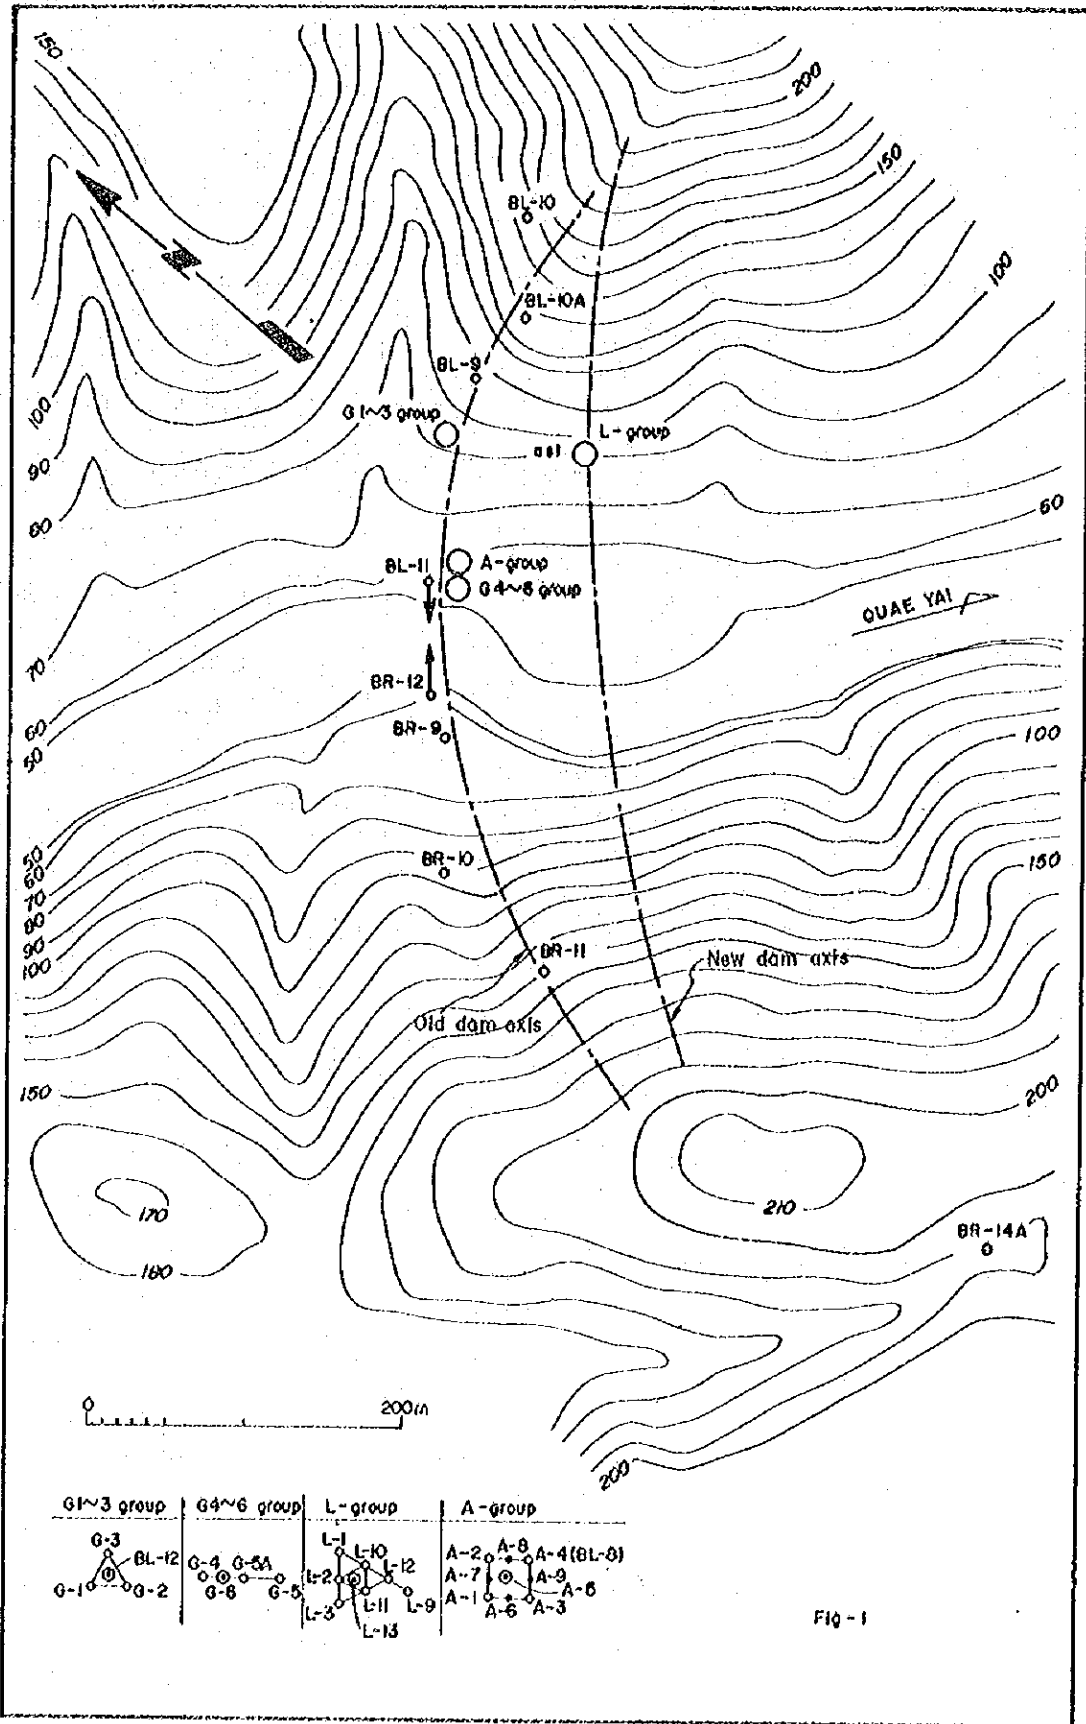 150
200
150
BL-10
100
BL-10A
BL-9
G 1~3 group
L-group
100
90
60
80
BL-11
A-group
G 4~6 group
QUAE YAI
70
BR-12
BR-9
60
50
100
BR-10
50
60
70
80
90
100
150
BR-11
New dam axis
Old dam axis
150
200
170
210
BR-14A
160
0 200m
200
G1~3 group G4~6 group L-group A-group
G-3 BL-12 G-1 G-2
G-4 G-5A G-6 G-5
L-1 L-10 L-12 L-2 L-3 L-11 L-9 L-13
A-2 A-8 A-4(BL-8)
A-7 A-9
A-1 A-6 A-3
Fig-1